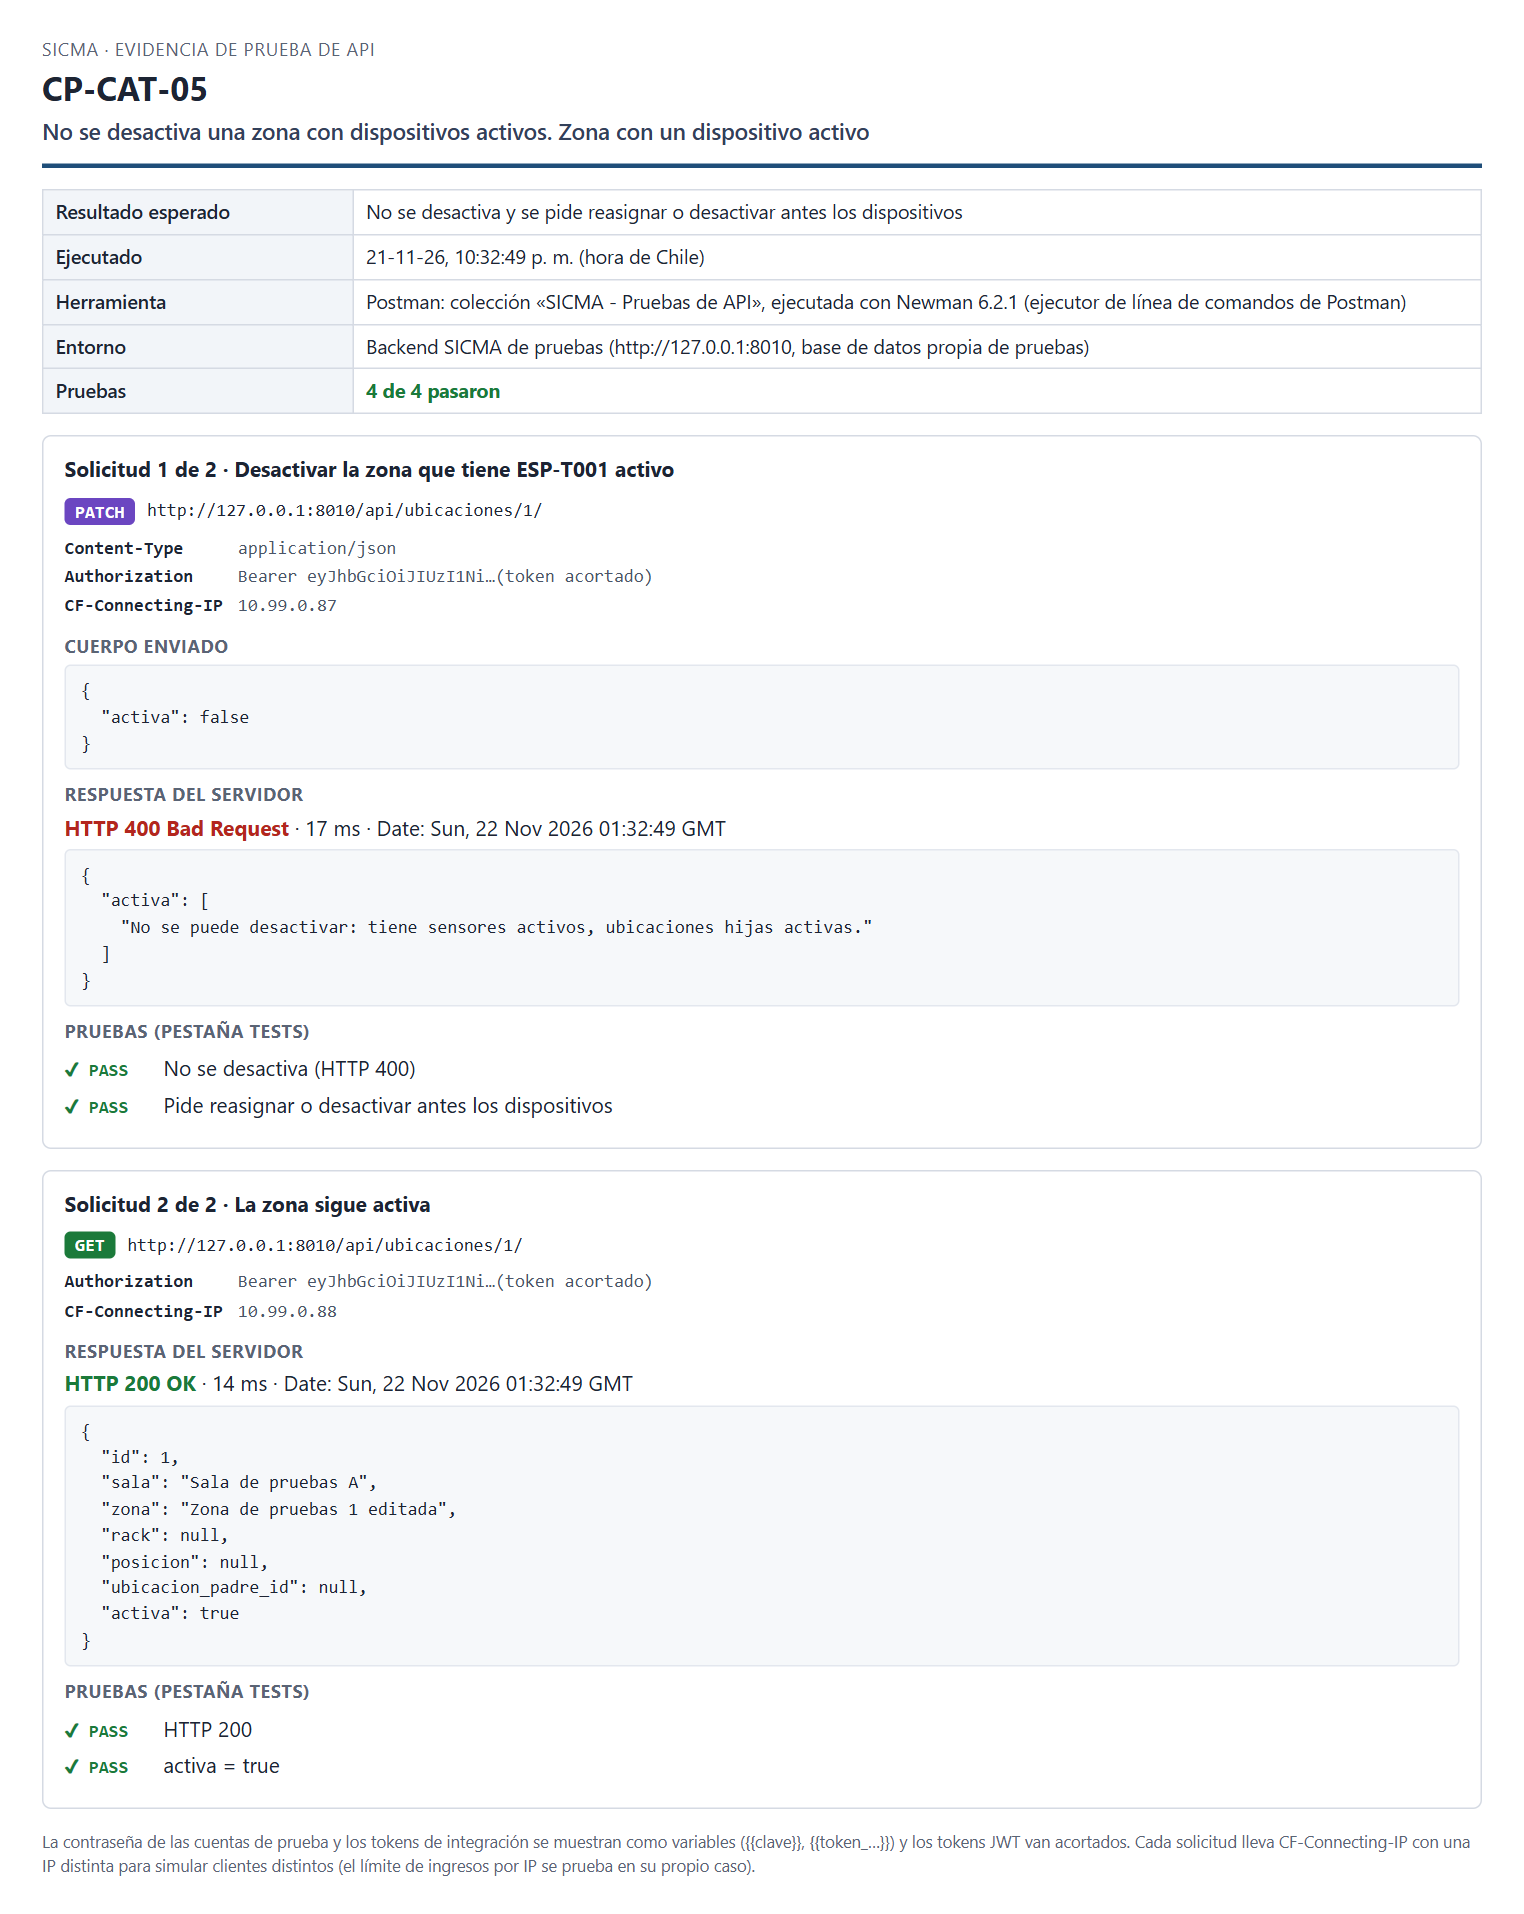 SICMA · EVIDENCIA DE PRUEBA DE API
CP-CAT-05
No se desactiva una zona con dispositivos activos. Zona con un dispositivo activo
Resultado esperado No se desactiva y se pide reasignar o desactivar antes los dispositivos
Ejecutado 21-11-26, 10:32:49 p. m. (hora de Chile)
Herramienta Postman: colección «SICMA - Pruebas de API», ejecutada con Newman 6.2.1 (ejecutor de línea de comandos de Postman)
Entorno Backend SICMA de pruebas (http://127.0.0.1:8010, base de datos propia de pruebas)
Pruebas 4 de 4 pasaron
Solicitud 1 de 2 · Desactivar la zona que tiene ESP-T001 activo
PATCH http://127.0.0.1:8010/api/ubicaciones/1/
Content-Type application/json
Authorization Bearer eyJhbGciOiJIUzI1Ni…(token acortado)
CF-Connecting-IP 10.99.0.87
CUERPO ENVIADO
{
"activa": false
}
RESPUESTA DEL SERVIDOR
HTTP 400 Bad Request · 17 ms · Date: Sun, 22 Nov 2026 01:32:49 GMT
{
"activa": [
"No se puede desactivar: tiene sensores activos, ubicaciones hijas activas."
]
}
PRUEBAS (PESTAÑA TESTS)
✔ PASS No se desactiva (HTTP 400)
✔ PASS Pide reasignar o desactivar antes los dispositivos
Solicitud 2 de 2 · La zona sigue activa
GET http://127.0.0.1:8010/api/ubicaciones/1/
Authorization Bearer eyJhbGciOiJIUzI1Ni…(token acortado)
CF-Connecting-IP 10.99.0.88
RESPUESTA DEL SERVIDOR
HTTP 200 OK · 14 ms · Date: Sun, 22 Nov 2026 01:32:49 GMT
{
"id": 1,
"sala": "Sala de pruebas A",
"zona": "Zona de pruebas 1 editada",
"rack": null,
"posicion": null,
"ubicacion_padre_id": null,
"activa": true
}
PRUEBAS (PESTAÑA TESTS)
✔ PASS HTTP 200
✔ PASS activa = true
La contraseña de las cuentas de prueba y los tokens de integración se muestran como variables ({{clave}}, {{token_...}}) y los tokens JWT van acortados. Cada solicitud lleva CF-Connecting-IP con una
IP distinta para simular clientes distintos (el límite de ingresos por IP se prueba en su propio caso).